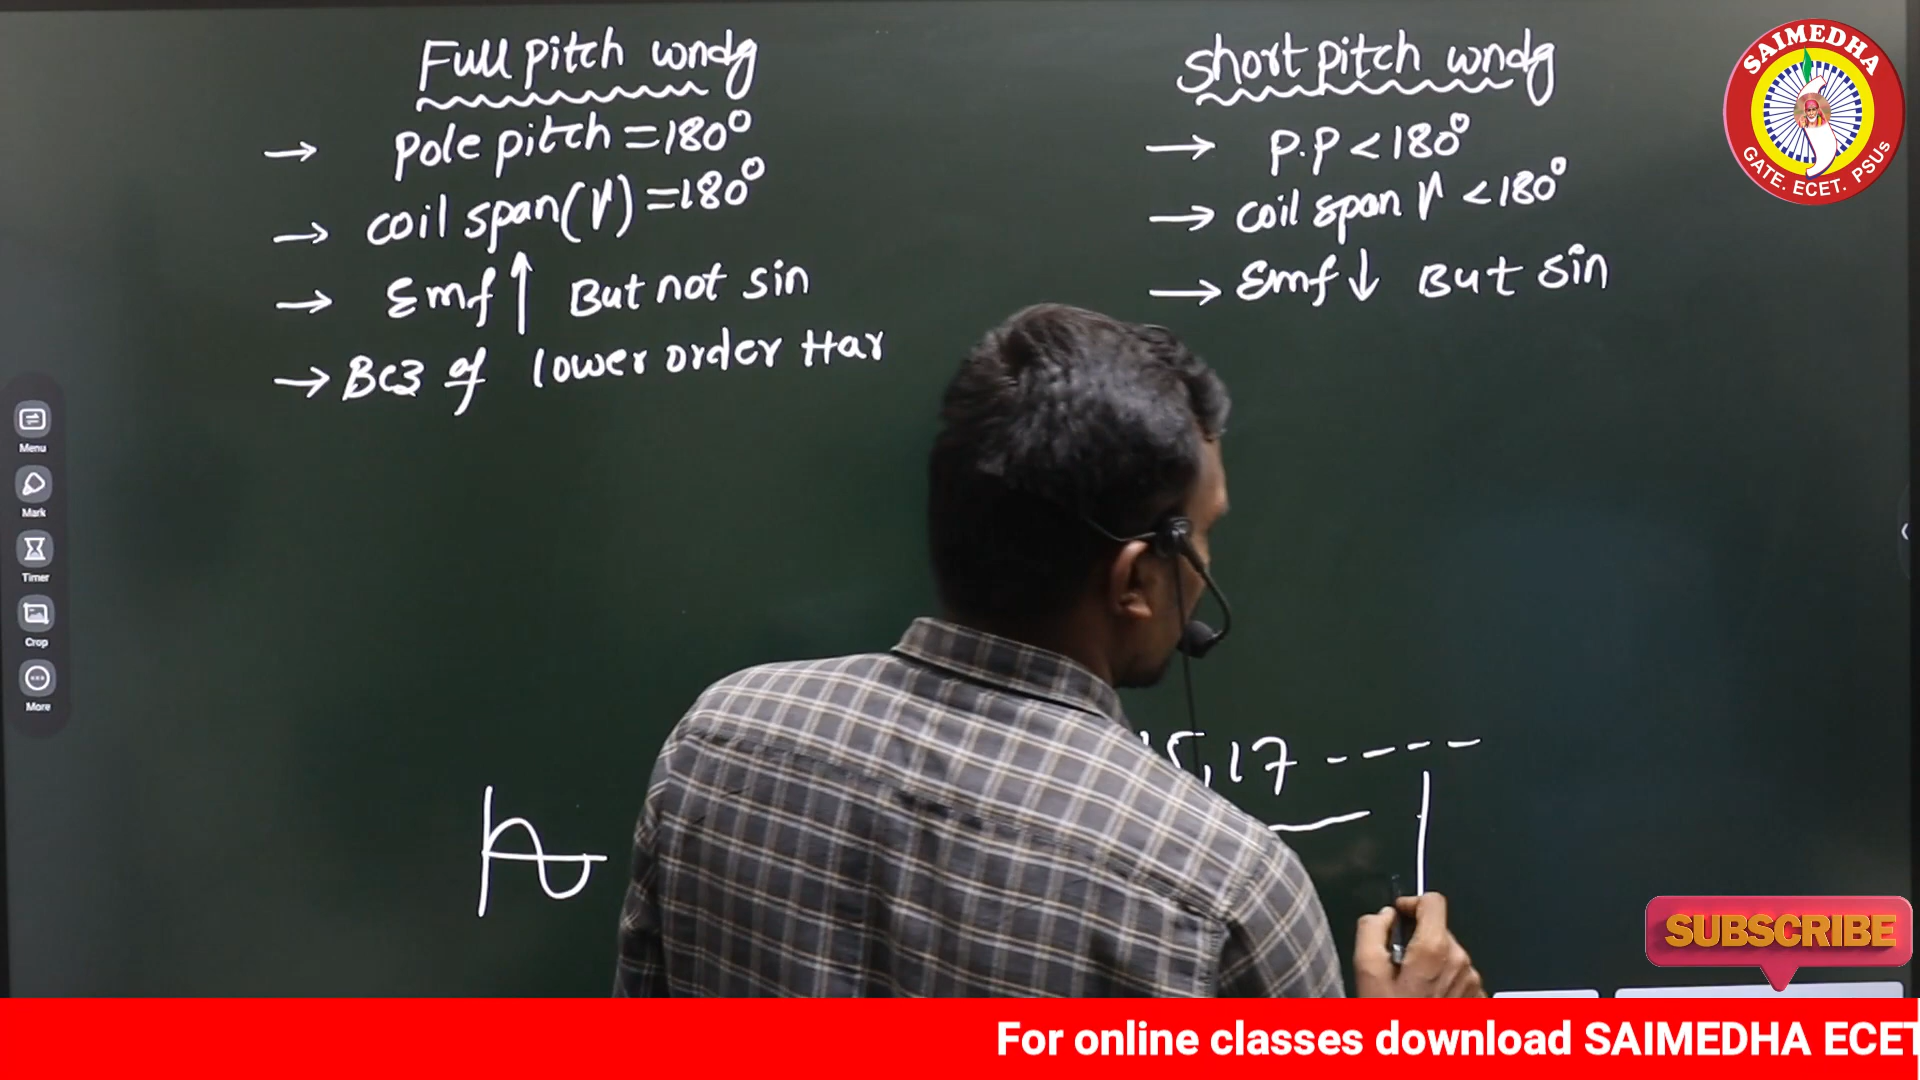 Full pitch wndg
→ pole pitch = 180°
→ coil span(γ) = 180°
→ Emf ↑ But not sin
→ Bcz of lower order Har
short pitch wndg
→ P.P < 180°
→ coil span γ < 180°
→ Emf ↓ But sin
15,17 - - - -
Menu
Mark
Timer
Crop
More
SAIMEDHA
GATE. ECET. PSUs
SUBSCRIBE
For online classes download SAIMEDHA ECET